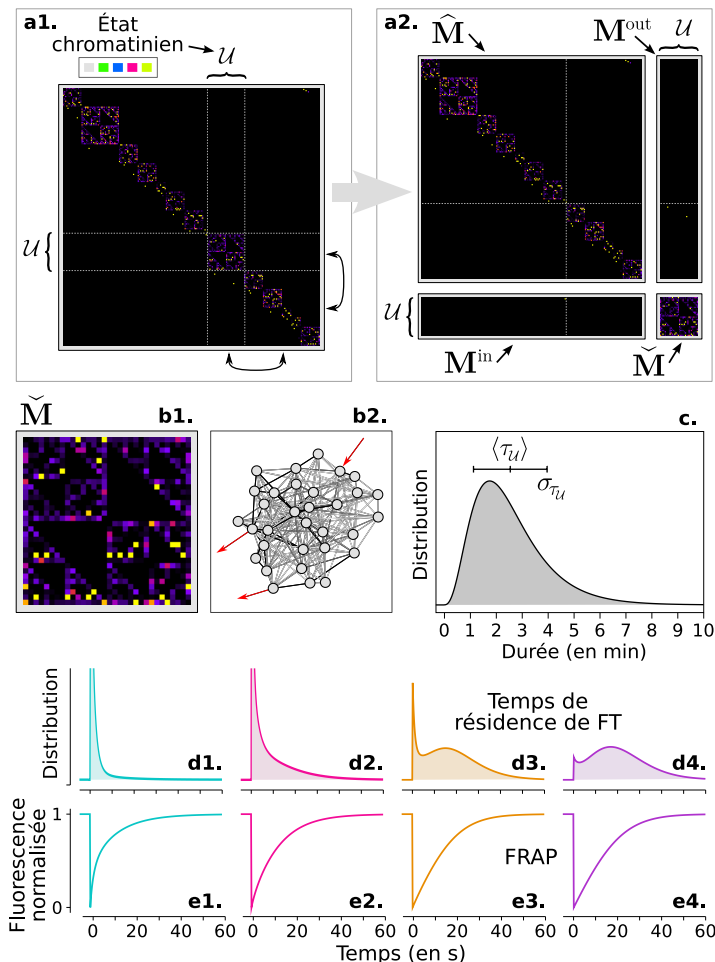 a1.
État
chromatinien
𝒰
𝒰
a2.
M̂
M^out
𝒰
𝒰
M^in
M̆
M̆
b1.
b2.
c.
⟨τ_𝒰⟩
σ_τ_𝒰
Distribution
0 1 2 3 4 5 6 7 8 9 10
Durée (en min)
Distribution
d1.
d2.
Temps de
résidence de FT
d3.
d4.
Fluorescence
normalisée
1
0
e1.
e2.
FRAP
e3.
e4.
0 20 40 60
0 20 40 60
0 20 40 60
0 20 40 60
Temps (en s)